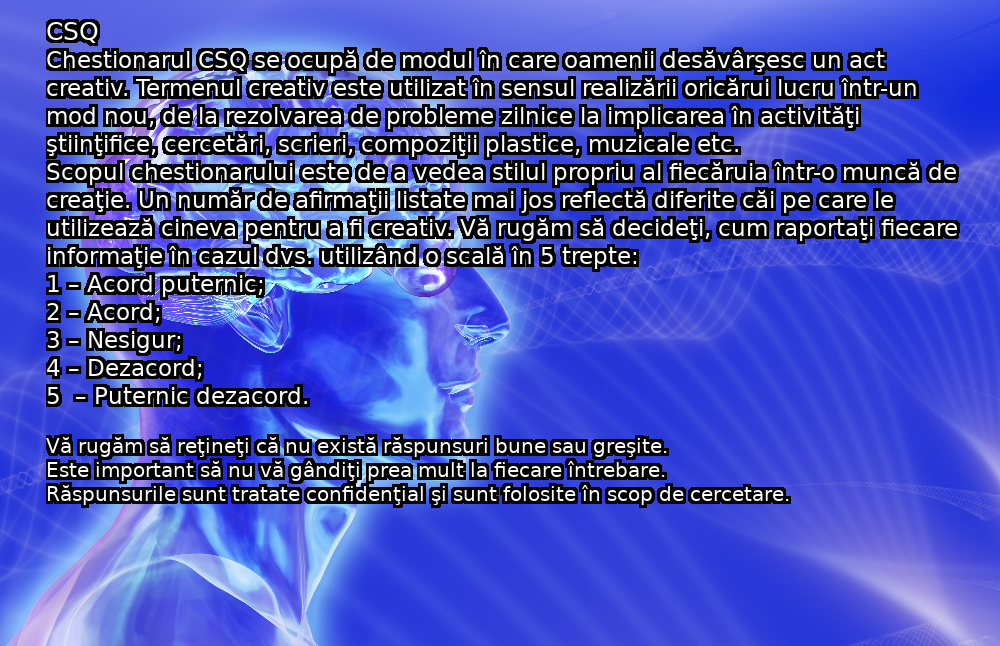 CSQ
Chestionarul CSQ se ocupă de modul în care oamenii desăvârşesc un act
creativ. Termenul creativ este utilizat în sensul realizării oricărui lucru într-un
mod nou, de la rezolvarea de probleme zilnice la implicarea în activităţi
ştiinţifice, cercetări, scrieri, compoziţii plastice, muzicale etc.
Scopul chestionarului este de a vedea stilul propriu al fiecăruia într-o muncă de
creaţie. Un număr de afirmaţii listate mai jos reflectă diferite căi pe care le
utilizează cineva pentru a fi creativ. Vă rugăm să decideţi, cum raportaţi fiecare
informaţie în cazul dvs. utilizând o scală în 5 trepte:
1 – Acord puternic;
2 – Acord;
3 – Nesigur;
4 – Dezacord;
5  – Puternic dezacord.
Vă rugăm să reţineţi că nu există răspunsuri bune sau greşite.
Este important să nu vă gândiţi prea mult la fiecare întrebare.
Răspunsurile sunt tratate confidenţial şi sunt folosite în scop de cercetare.